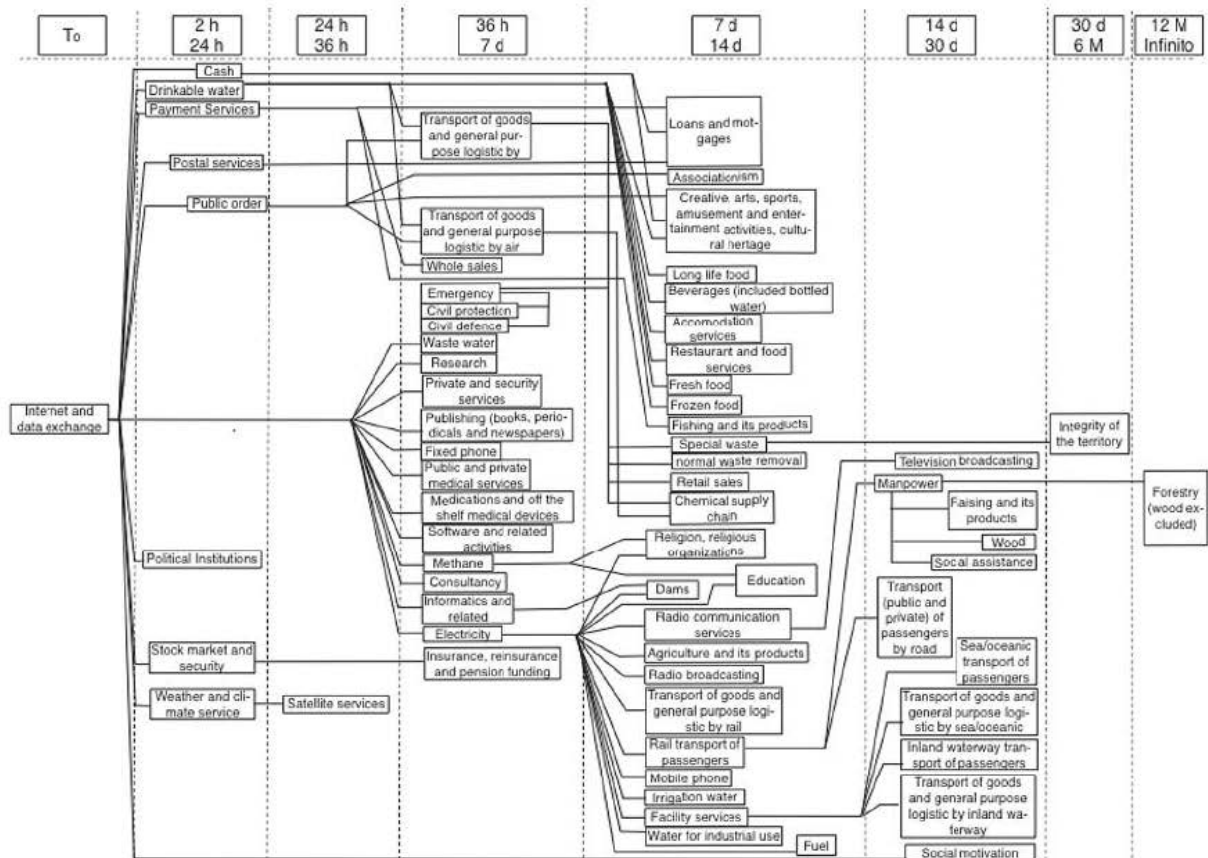 To
2 h
24 h
24 h
36 h
36 h
7 d
7 d
14 d
14 d
30 d
30 d
6 M
12 M
Infinito
Internet and
data exchange
Cash
Drinkable water
Payment Services
Postal services
Public order
Political Institutions
Stock market and
security
Weather and cli-
mate service
Satellite services
Transport of goods
and general pur-
pose logistic by
Transport of goods
and general purpose
logistic by air
Whole sales
Emergency
Civil protection
Civil defence
Waste water
Research
Private and security
services
Publishing (books, perio-
dicals and newspapers)
Fixed phone
Public and private
medical services
Medications and off the
shelf medical devices
Software and related
activities
Methane
Consultancy
Informatics and
related
Electricity
Insurance, reinsurance
and pension funding
Loans and mot-
gages
Associationism
Creative, arts, sports,
amusement and enter-
tainment activities, cultu-
ral hertage
Long life food
Beverages (included bottled
water)
Accomodation
services
Restaurant and food
services
Fresh food
Frozen food
Fishing and its products
Special waste
normal waste removal
Retail sales
Chemical supply
chain
Religion, religious
organizations
Education
Dams
Radio communication
services
Agriculture and its products
Radio broadcasting
Transport of goods and
general purpose logi-
stic by rail
Rail transport of
passengers
Mobile phone
Irrigation water
Facility services
Water for industrial use
Fuel
Television broadcasting
Manpower
Faising and its
products
Wood
Socal assistance
Transport
(public and
private) of
passengers
by road
Sea/oceanic
transport of
passengers
Transport of goods and
general purpose logi-
stic by sea/oceanic
Inland waterway tran-
sport of passengers
Transport of goods
and general purpose
logistic by inland wa-
terway
Social motivation
Integrity of
the territory
Forestry
(wood ex-
cluded)